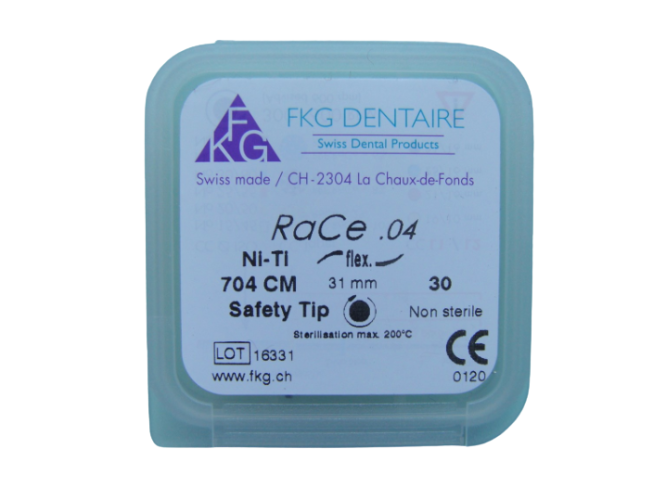 FKG
FKG DENTAIRE
Swiss Dental Products
Swiss made / CH-2304 La Chaux-de-Fonds
RaCe .04
Ni-Ti flex.
704 CM 31 mm 30
Safety Tip Non sterile
Sterilisation max. 200°C
LOT 16331 CE
www.fkg.ch 0120